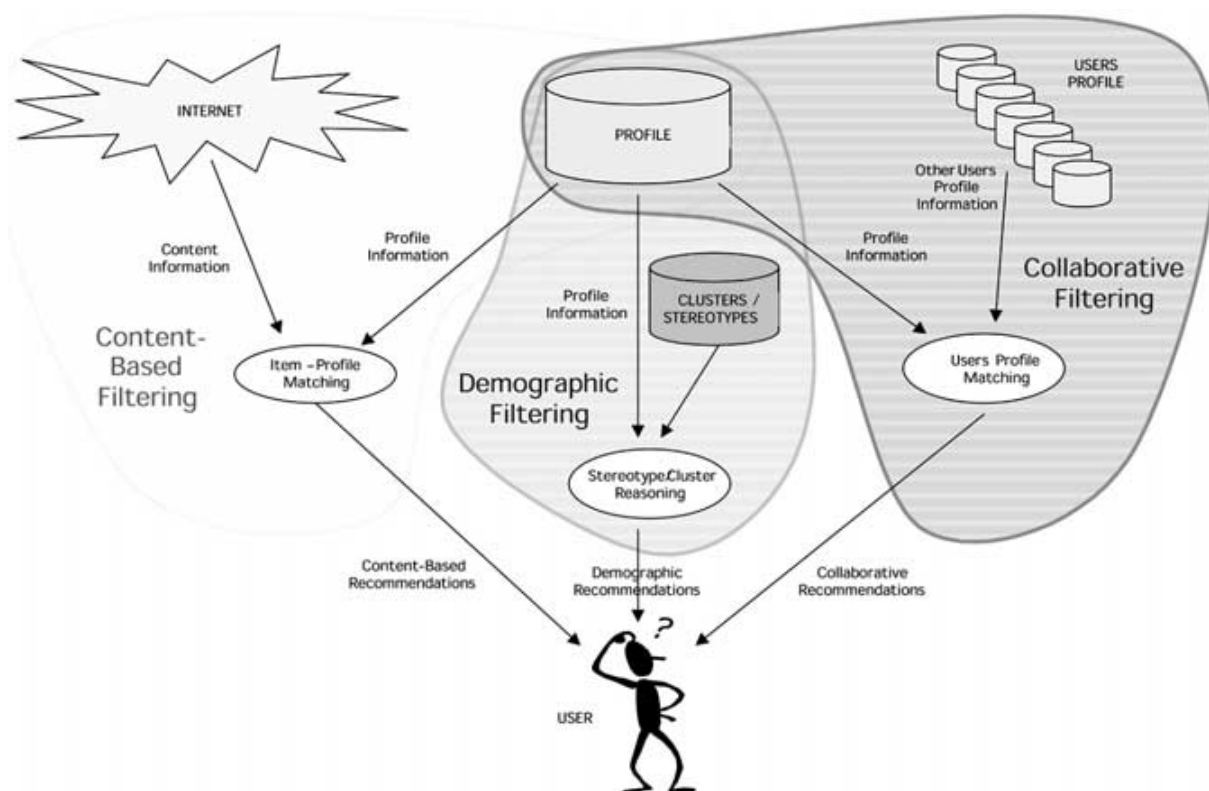 INTERNET
PROFILE
USERS
PROFILE
Other Users
Profile
Information
Content
Information
Profile
Information
Profile
Information
CLUSTERS /
STEREOTYPES
Profile
Information
Collaborative
Filtering
Content-
Based
Filtering
Item - Profile
Matching
Demographic
Filtering
Users Profile
Matching
Stereotype/Cluster
Reasoning
Content-Based
Recommendations
Demographic
Recommendations
Collaborative
Recommendations
?
USER